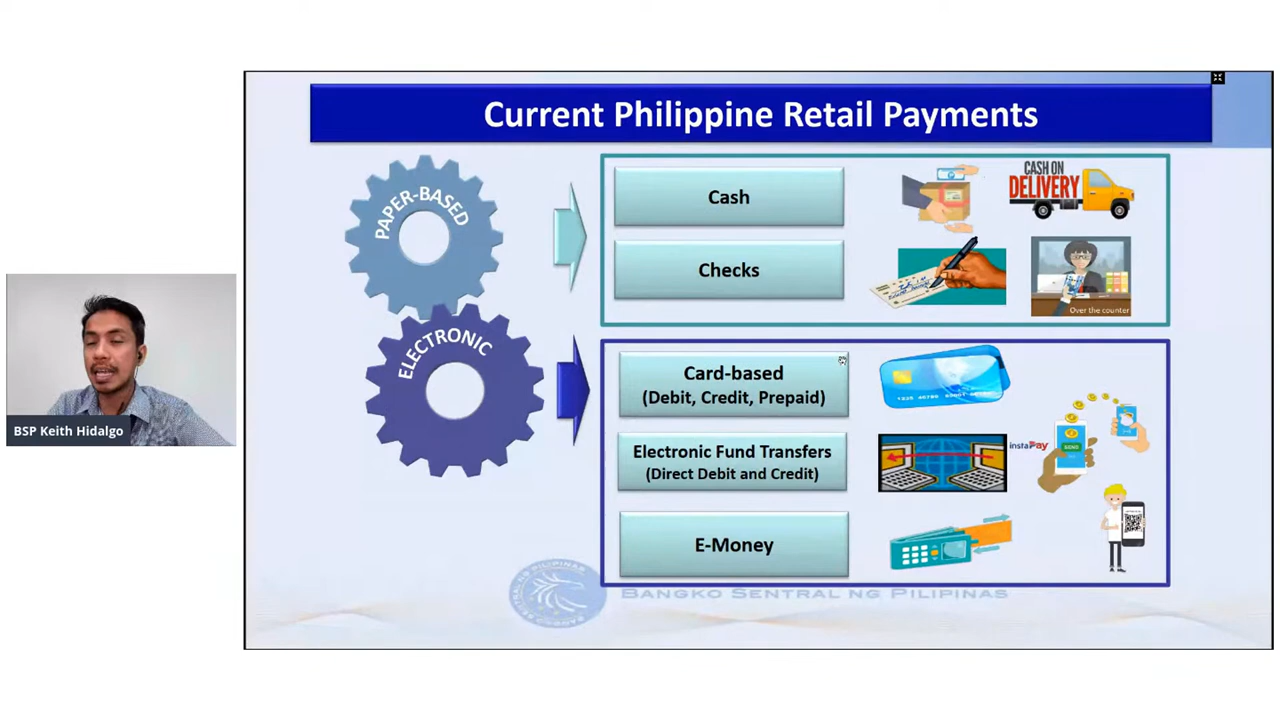 Current Philippine Retail Payments
PAPER-BASED
Cash
CASH ON
DELIVERY
Checks
Over the counter
ELECTRONIC
Card-based
(Debit, Credit, Prepaid)
Electronic Fund Transfers
(Direct Debit and Credit)
instaPay
SEND
E-Money
BANGKO SENTRAL NG PILIPINAS
BSP Keith Hidalgo